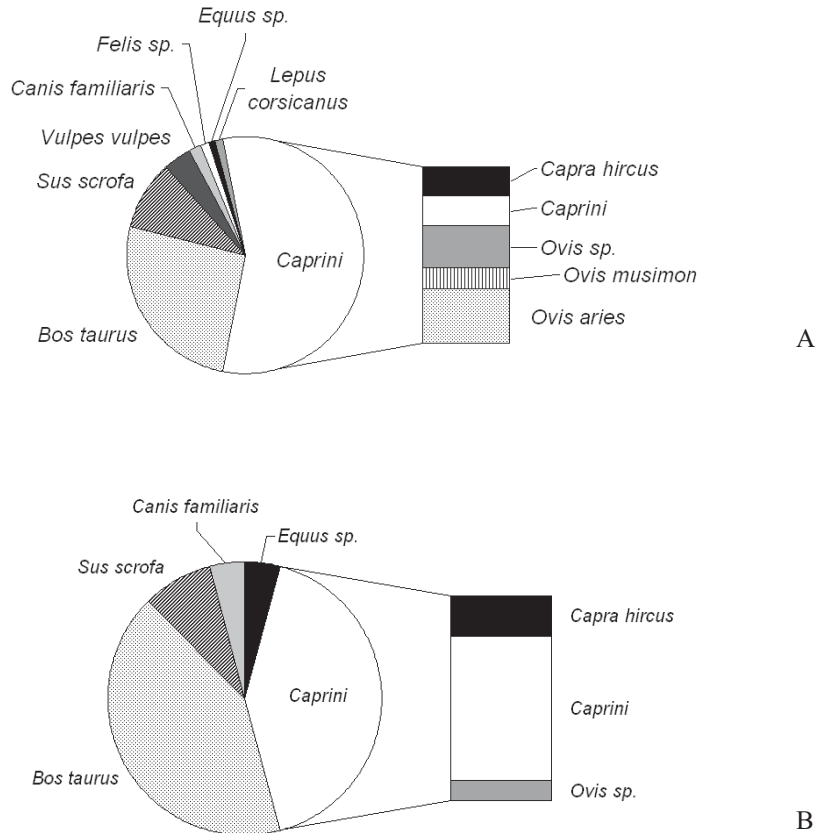 Equus sp.
Felis sp.
Lepus
corsicanus
Canis familiaris
Vulpes vulpes
Sus scrofa
Caprini
Bos taurus
Capra hircus
Caprini
Ovis sp.
Ovis musimon
Ovis aries
A
Canis familiaris
Equus sp.
Sus scrofa
Caprini
Bos taurus
Capra hircus
Caprini
Ovis sp.
B